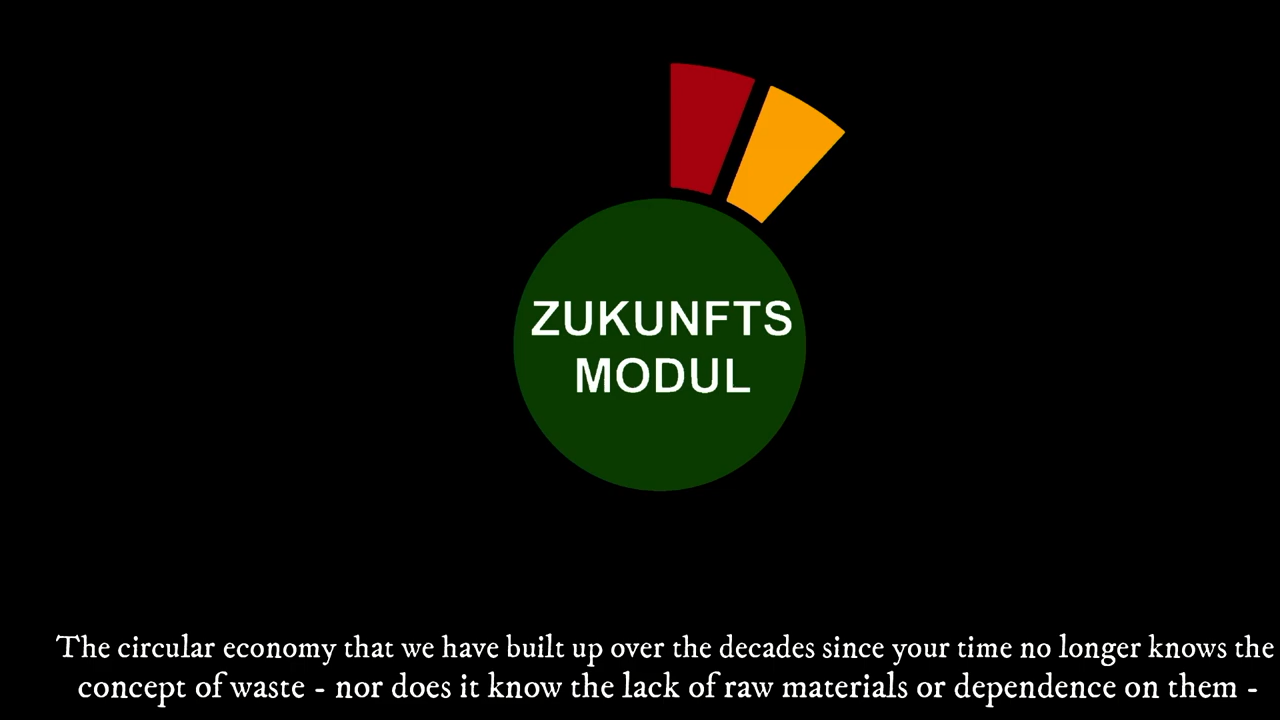 ZUKUNFTS
MODUL
The circular economy that we have built up over the decades since your time no longer knows the
concept of waste - nor does it know the lack of raw materials or dependence on them -